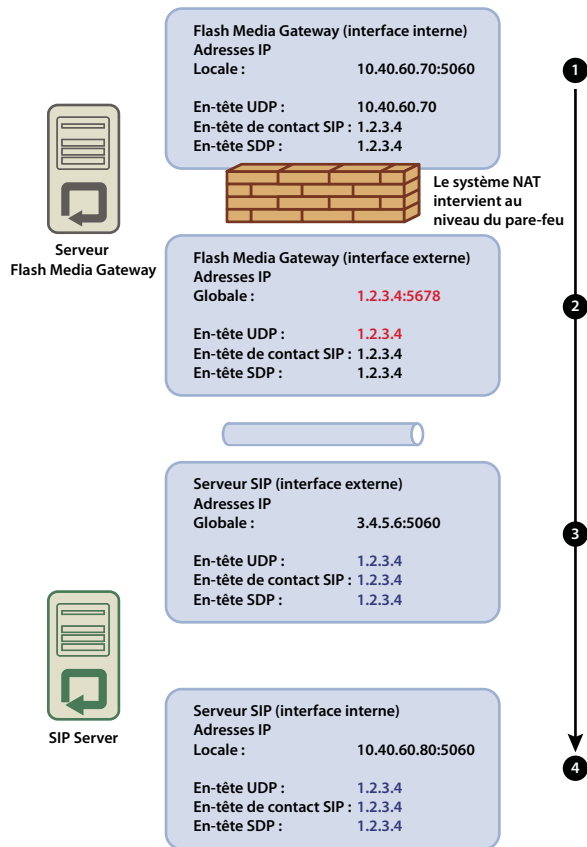 Flash Media Gateway (interface interne)
Adresses IP
Locale : 10.40.60.70:5060
En-tête UDP : 10.40.60.70
En-tête de contact SIP : 1.2.3.4
En-tête SDP : 1.2.3.4
1
Le système NAT
intervient au
niveau du pare-feu
Serveur
Flash Media Gateway
Flash Media Gateway (interface externe)
Adresses IP
Globale : 1.2.3.4:5678
En-tête UDP : 1.2.3.4
En-tête de contact SIP : 1.2.3.4
En-tête SDP : 1.2.3.4
2
Serveur SIP (interface externe)
Adresses IP
Globale : 3.4.5.6:5060
En-tête UDP : 1.2.3.4
En-tête de contact SIP : 1.2.3.4
En-tête SDP : 1.2.3.4
3
SIP Server
Serveur SIP (interface interne)
Adresses IP
Locale : 10.40.60.80:5060
En-tête UDP : 1.2.3.4
En-tête de contact SIP : 1.2.3.4
En-tête SDP : 1.2.3.4
4